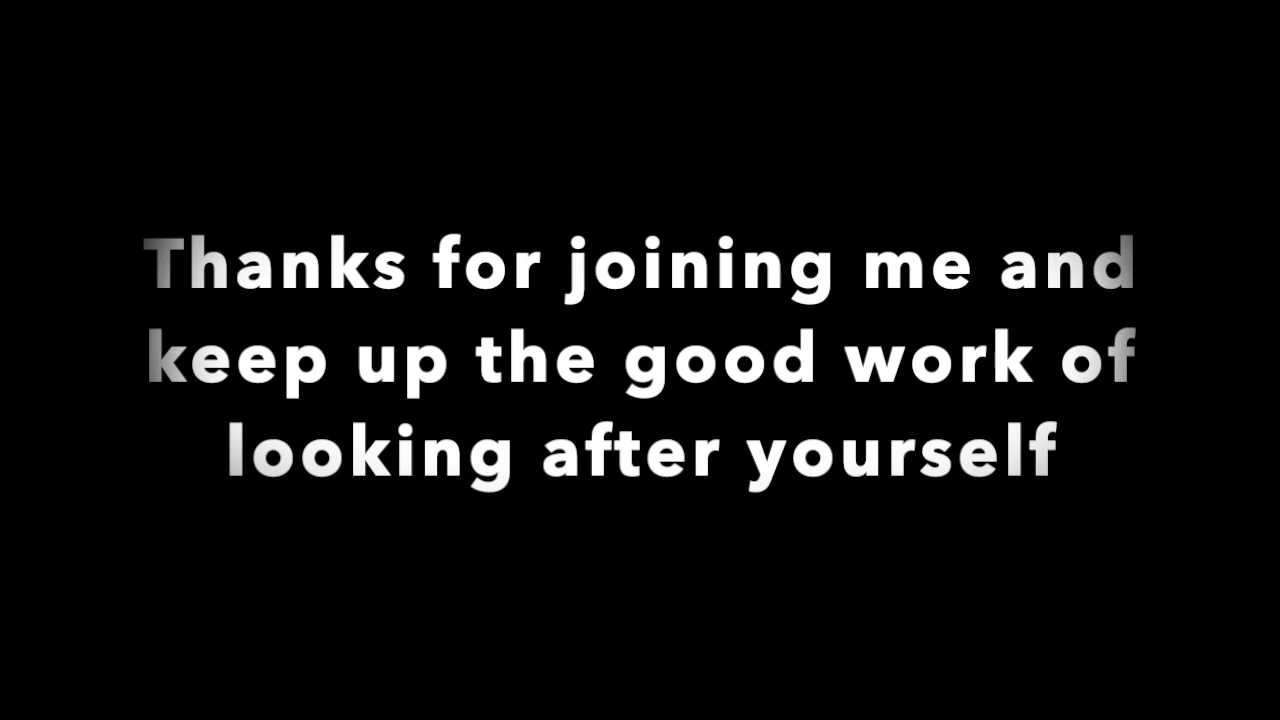 Thanks for joining me and
keep up the good work of
looking after yourself